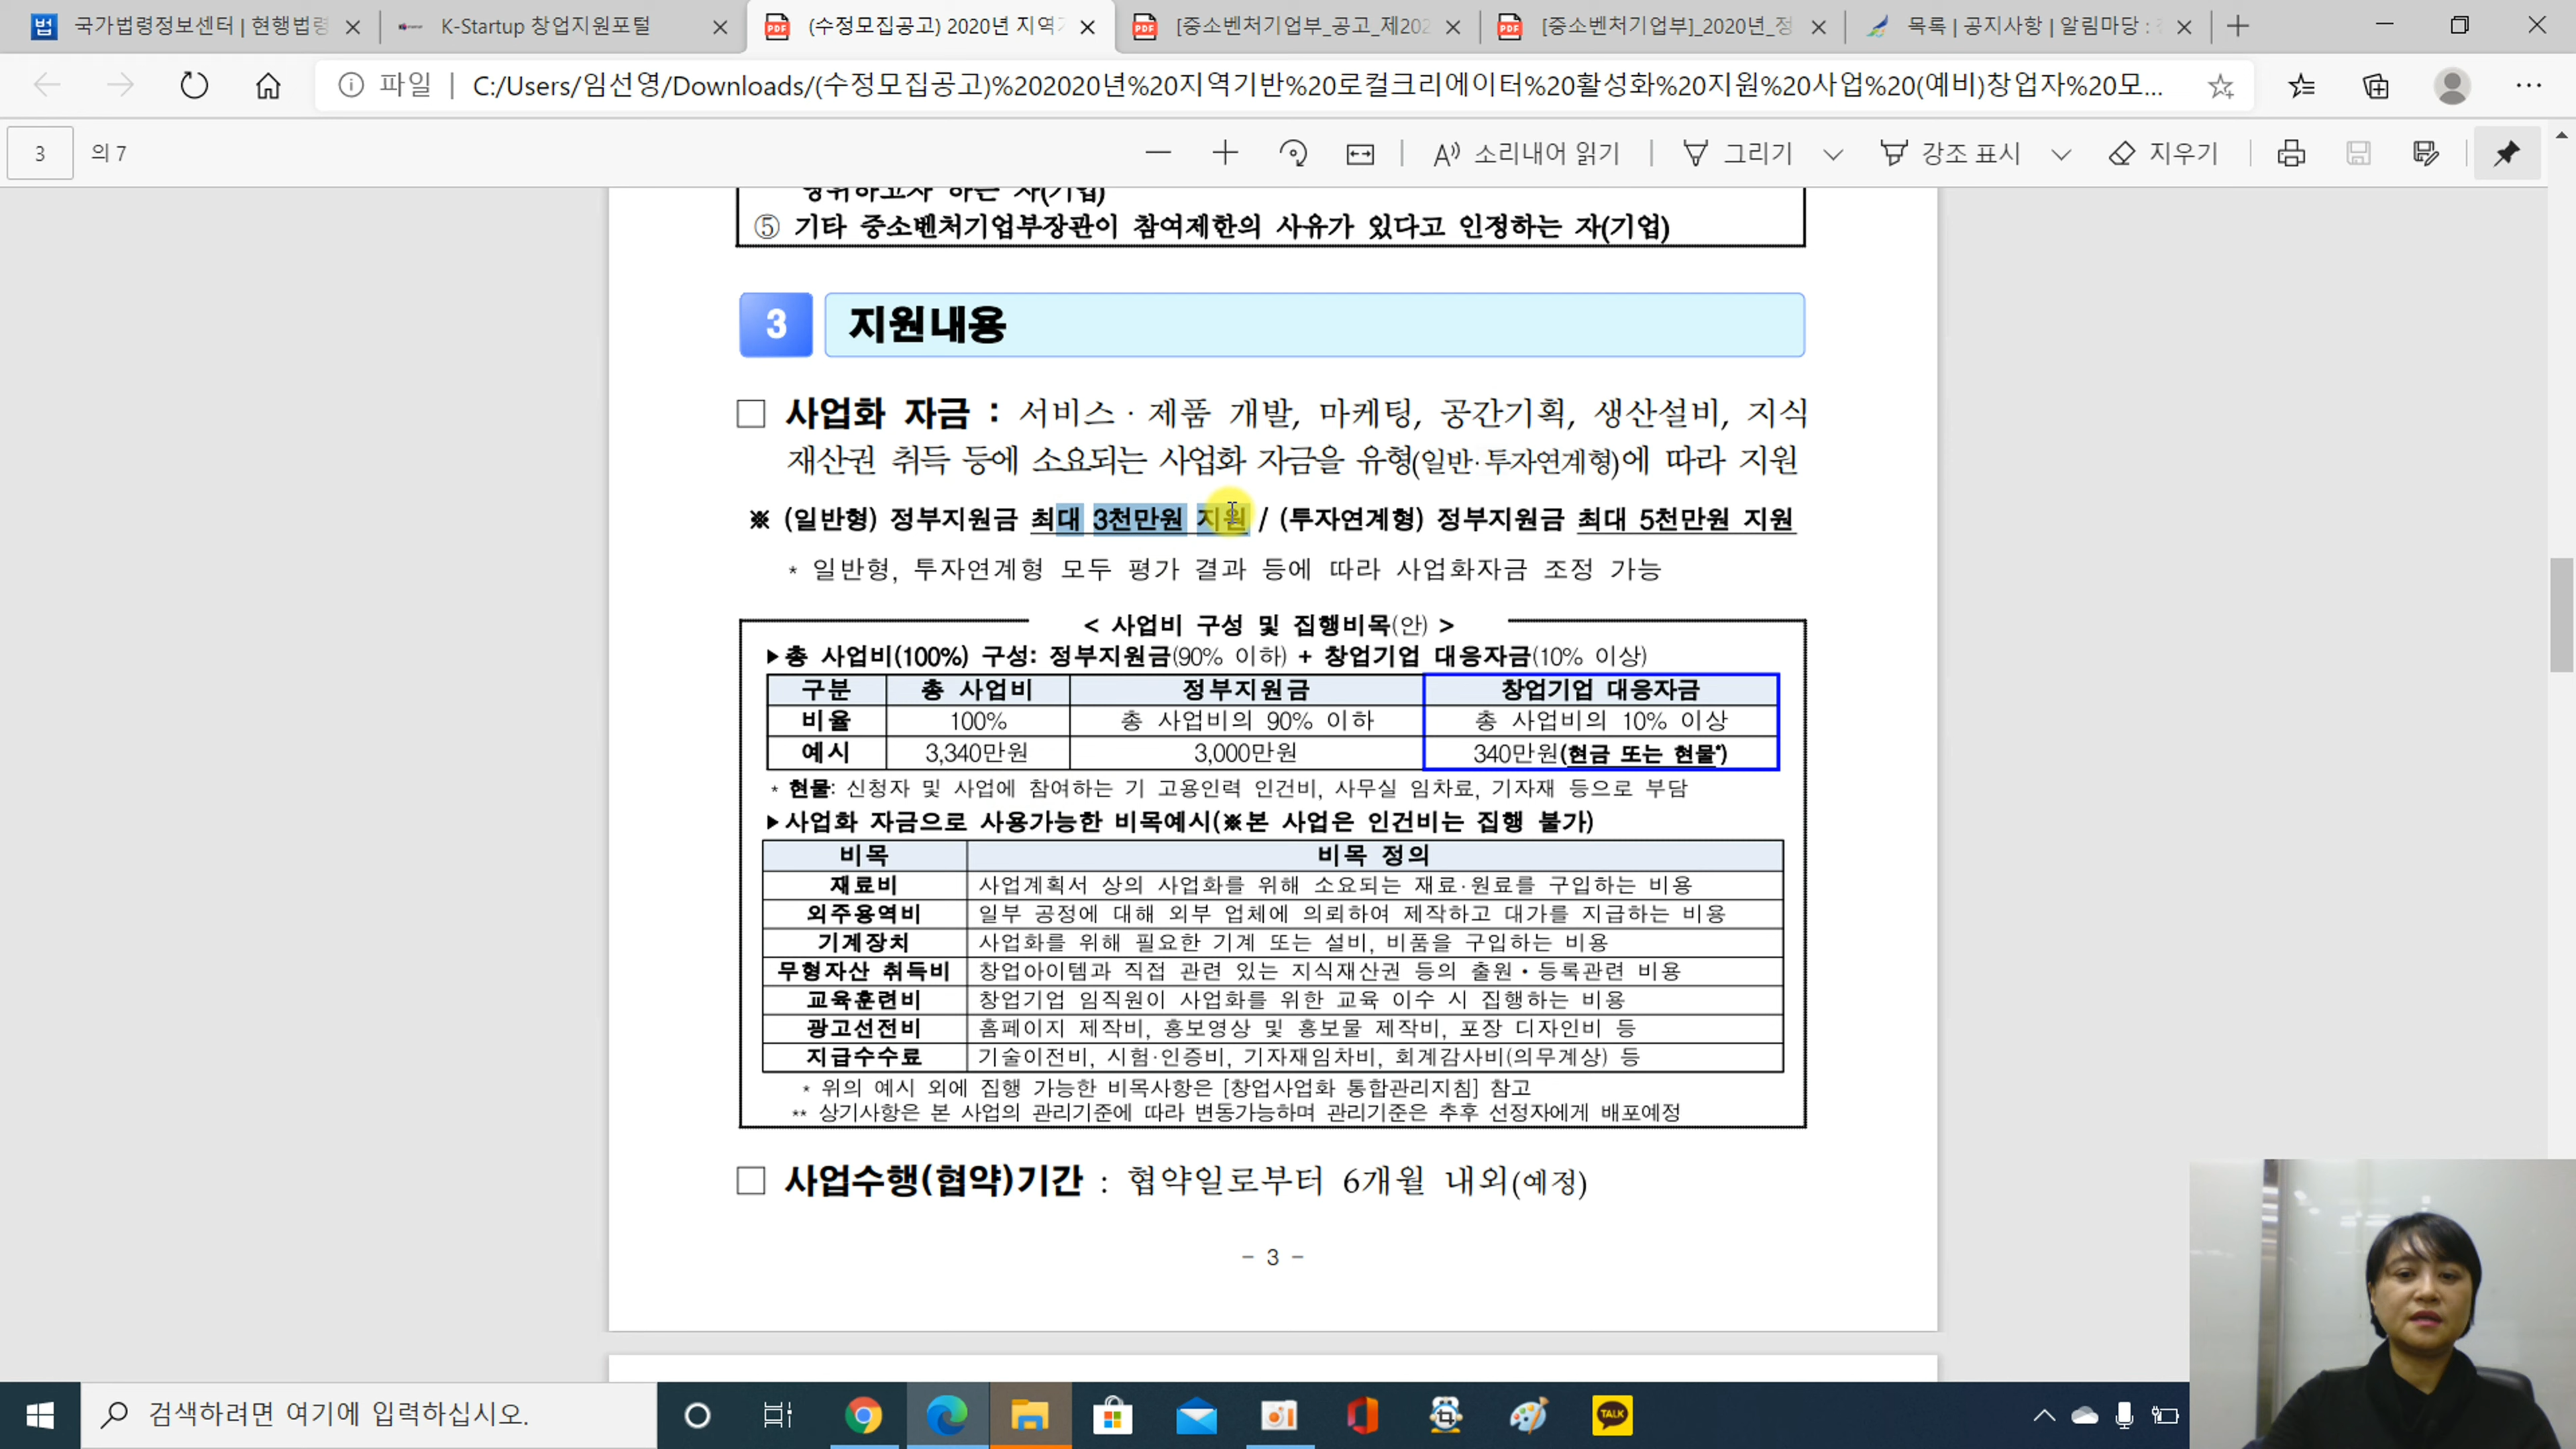 국가법령정보센터 | 현행법령
K-Startup 창업지원포털
(수정모집공고) 2020년 지역기
[중소벤처기업부_공고_제202
[중소벤처기업부]_2020년_정
목록 | 공지사항 | 알림마당 :
파일
C:/Users/임선영/Downloads/(수정모집공고)%202020년%20지역기반%20로컬크리에이터%20활성화%20지원%20사업%20(예비)창업자%20모...
3 의 7
소리내어 읽기
그리기
강조 표시
지우기
하는 자(기업)
⑤ 기타 중소벤처기업부장관이 참여제한의 사유가 있다고 인정하는 자(기업)
3 지원내용
□ 사업화 자금 : 서비스 · 제품 개발, 마케팅, 공간기획, 생산설비, 지식
재산권 취득 등에 소요되는 사업화 자금을 유형(일반·투자연계형)에 따라 지원
※ (일반형) 정부지원금 최대 3천만원 지원 / (투자연계형) 정부지원금 최대 5천만원 지원
* 일반형, 투자연계형 모두 평가 결과 등에 따라 사업화자금 조정 가능
< 사업비 구성 및 집행비목(안) >
▶총 사업비(100%) 구성: 정부지원금(90% 이하) + 창업기업 대응자금(10% 이상)
구분 총 사업비 정부지원금 창업기업 대응자금
비율 100% 총 사업비의 90% 이하 총 사업비의 10% 이상
예시 3,340만원 3,000만원 340만원(현금 또는 현물*)
* 현물: 신청자 및 사업에 참여하는 기 고용인력 인건비, 사무실 임차료, 기자재 등으로 부담
▶사업화 자금으로 사용가능한 비목예시(※본 사업은 인건비는 집행 불가)
비목 비목 정의
재료비 사업계획서 상의 사업화를 위해 소요되는 재료·원료를 구입하는 비용
외주용역비 일부 공정에 대해 외부 업체에 의뢰하여 제작하고 대가를 지급하는 비용
기계장치 사업화를 위해 필요한 기계 또는 설비, 비품을 구입하는 비용
무형자산 취득비 창업아이템과 직접 관련 있는 지식재산권 등의 출원・등록관련 비용
교육훈련비 창업기업 임직원이 사업화를 위한 교육 이수 시 집행하는 비용
광고선전비 홈페이지 제작비, 홍보영상 및 홍보물 제작비, 포장 디자인비 등
지급수수료 기술이전비, 시험·인증비, 기자재임차비, 회계감사비(의무계상) 등
* 위의 예시 외에 집행 가능한 비목사항은 [창업사업화 통합관리지침] 참고
** 상기사항은 본 사업의 관리기준에 따라 변동가능하며 관리기준은 추후 선정자에게 배포예정
□ 사업수행(협약)기간 : 협약일로부터 6개월 내외(예정)
- 3 -
검색하려면 여기에 입력하십시오.
TALK